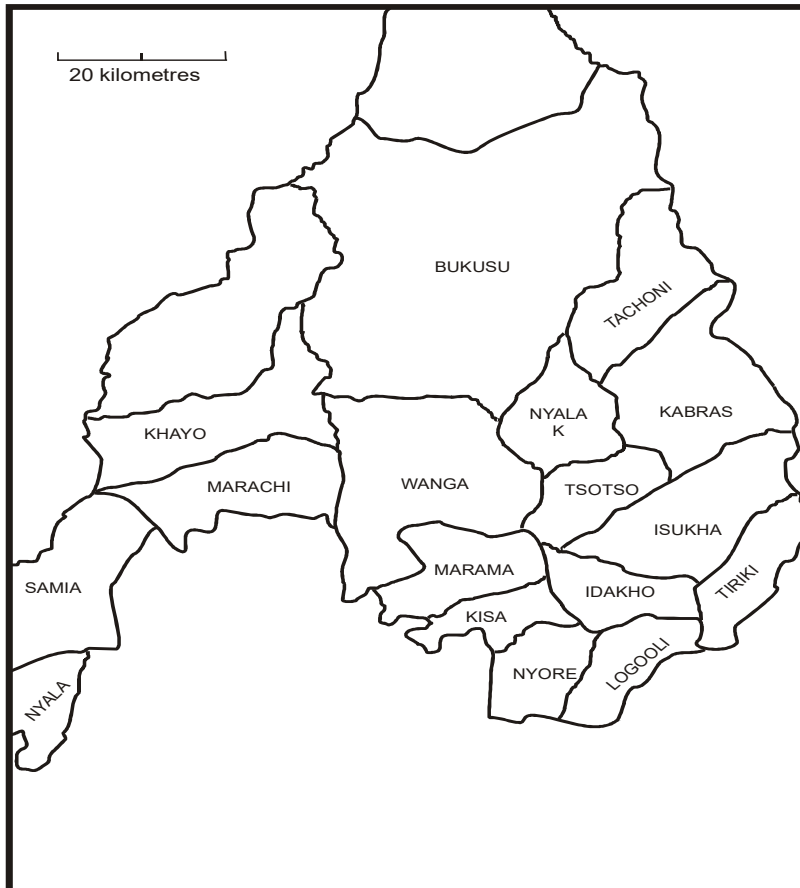 20 kilometres
BUKUSU
TACHONI
NYALA
K
KABRAS
KHAYO
MARACHI
WANGA
TSOTSO
ISUKHA
SAMIA
MARAMA
IDAKHO
TIRIKI
KISA
NYORE
LOGOOLI
NYALA